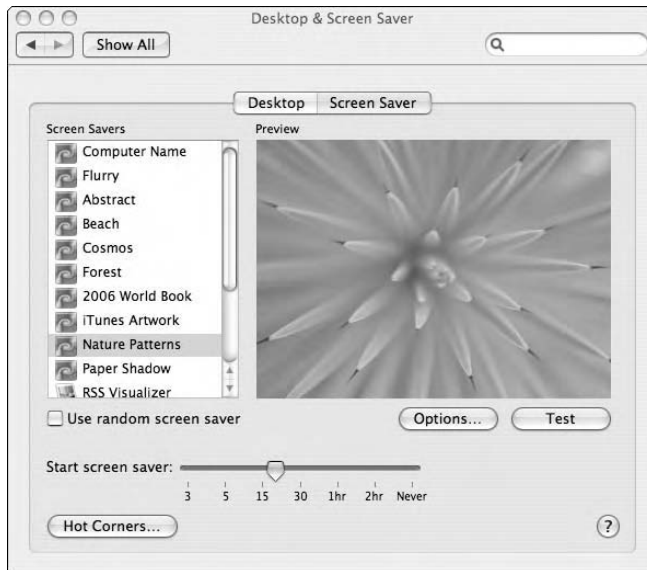 Desktop & Screen Saver
Show All
Desktop Screen Saver
Screen Savers
Preview
Computer Name
Flurry
Abstract
Beach
Cosmos
Forest
2006 World Book
iTunes Artwork
Nature Patterns
Paper Shadow
RSS Visualizer
Use random screen saver
Options... Test
Start screen saver:
3 5 15 30 1hr 2hr Never
Hot Corners... ?